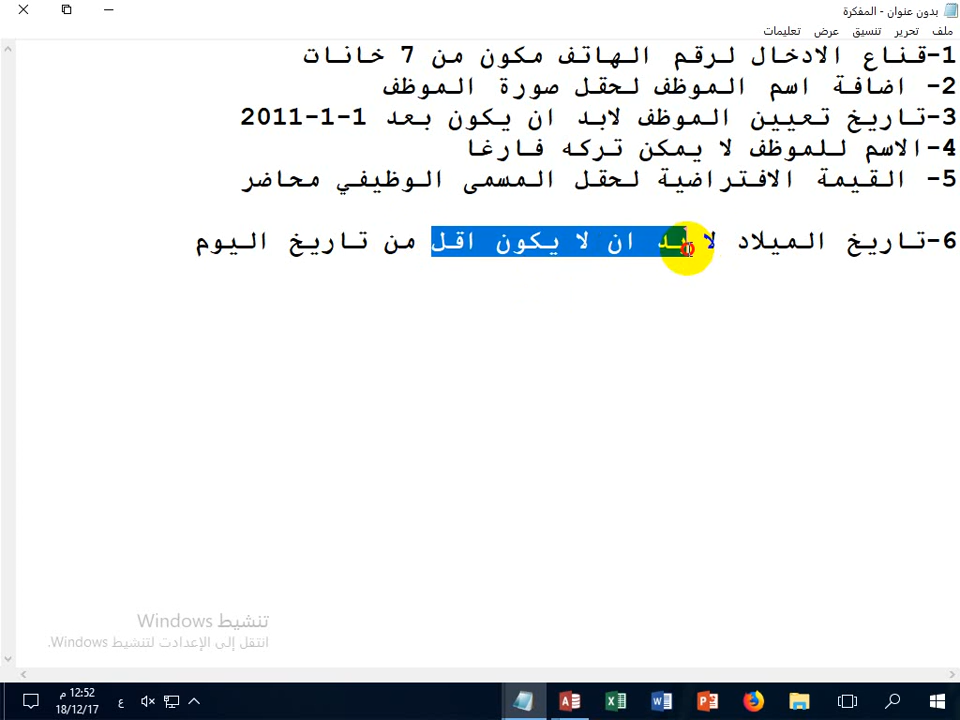 بدون عنوان - المفكرة
ملف تحرير تنسيق عرض تعليمات
1-قناع الادخال لرقم الهاتف مكون من 7 خانات
2- اضافة اسم الموظف لحقل صورة الموظف
3-تاريخ تعيين الموظف لابد ان يكون بعد 1-1-2011
4-الاسم للموظف لا يمكن تركه فارغا
5- القيمة الافتراضية لحقل المسمى الوظيفي محاضر
6-تاريخ الميلاد لا بد ان لا يكون اقل من تاريخ اليوم
تنشيط Windows
انتقل إلى الإعدادت لتنشيط Windows.
12:52 م
18/12/17
ع